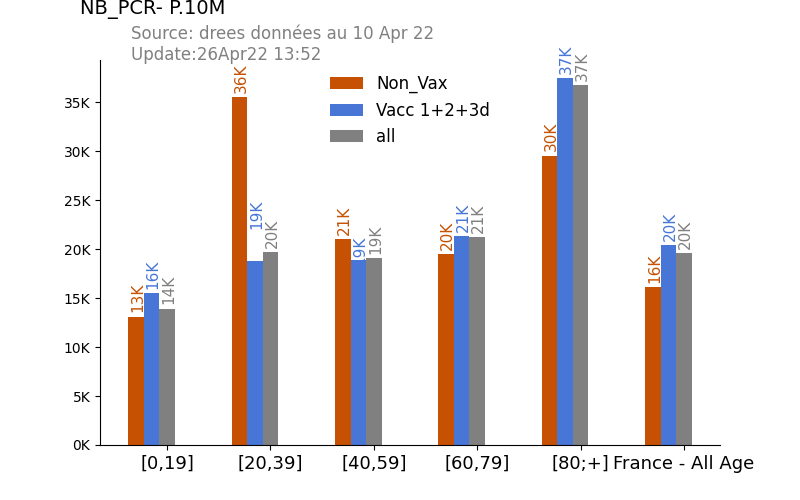 NB_PCR- P.10M
Source: drees données au 10 Apr 22
Update:26Apr22 13:52
Non_Vax
Vacc 1+2+3d
all
35K
30K
25K
20K
15K
10K
5K
0K
13K
16K
14K
36K
19K
20K
21K
9K
19K
20K
21K
21K
30K
37K
37K
16K
20K
20K
[0,19]
[20,39]
[40,59]
[60,79]
[80;+]
France - All Age